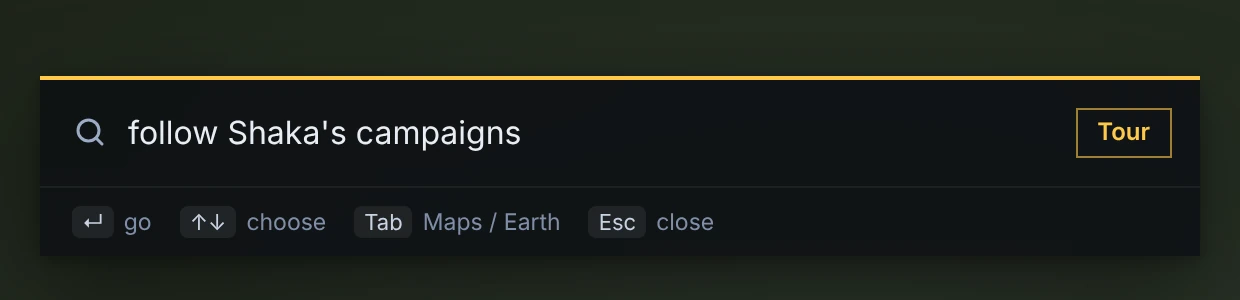 follow Shaka's campaigns Tour
↵ go ↑↓ choose Tab Maps / Earth Esc close